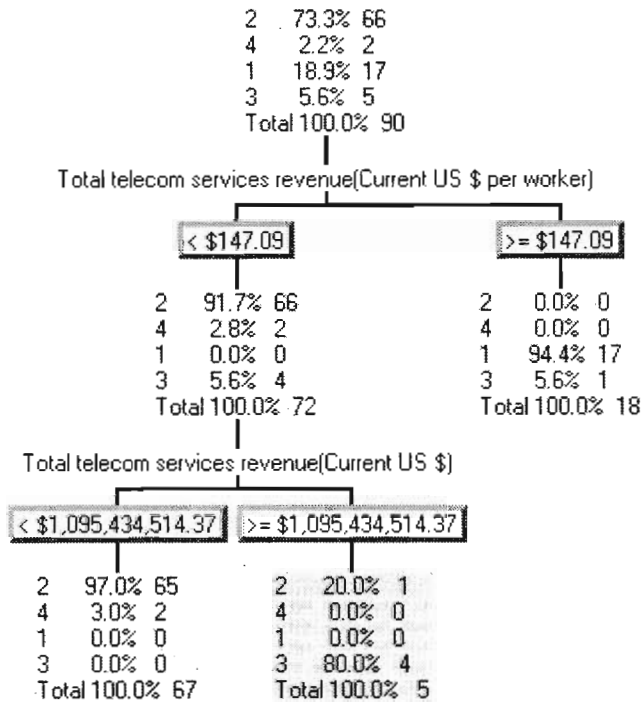 2 73.3% 66
4 2.2% 2
1 18.9% 17
3 5.6% 5
Total 100.0% 90
Total telecom services revenue(Current US $ per worker)
< $147.09
>= $147.09
2 91.7% 66
4 2.8% 2
1 0.0% 0
3 5.6% 4
Total 100.0% 72
2 0.0% 0
4 0.0% 0
1 94.4% 17
3 5.6% 1
Total 100.0% 18
Total telecom services revenue(Current US $)
< $1,095,434,514.37
>= $1,095,434,514.37
2 97.0% 65
4 3.0% 2
1 0.0% 0
3 0.0% 0
Total 100.0% 67
2 20.0% 1
4 0.0% 0
1 0.0% 0
3 80.0% 4
Total 100.0% 5